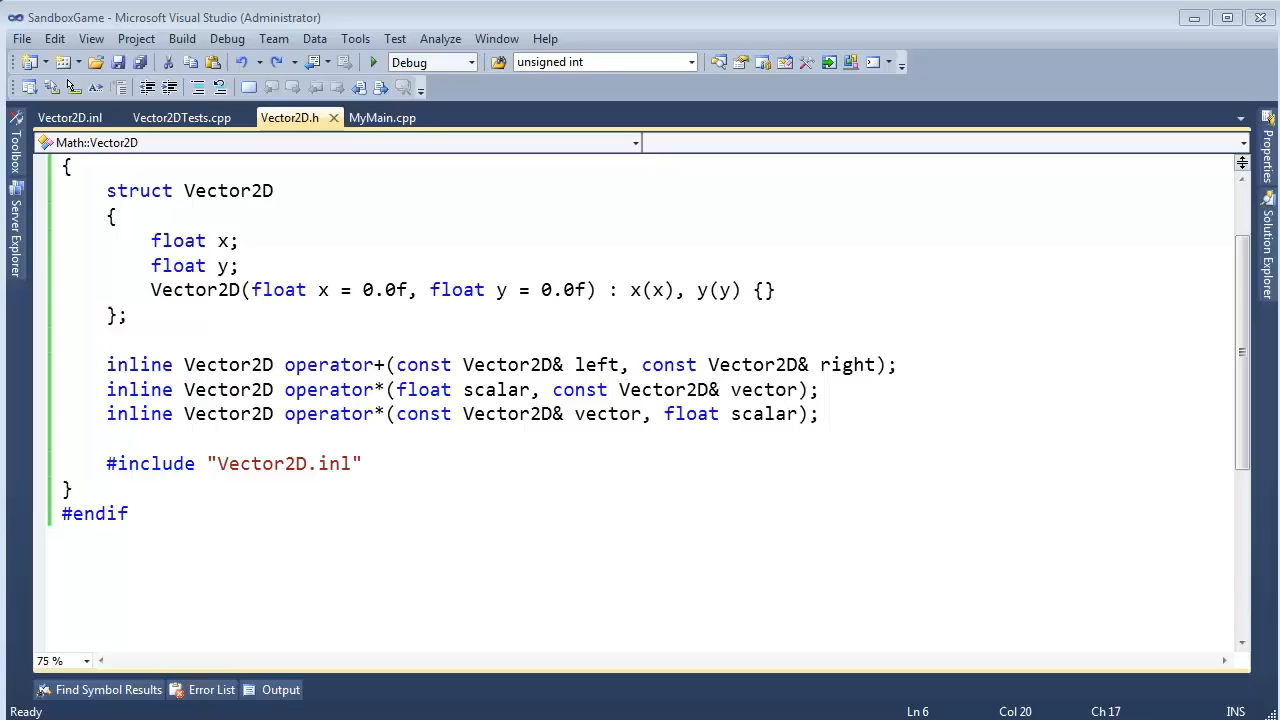 SandboxGame - Microsoft Visual Studio (Administrator)
File Edit View Project Build Debug Team Data Tools Test Analyze Window Help
Debug unsigned int
Vector2D.inl Vector2DTests.cpp Vector2D.h MyMain.cpp
Math::Vector2D
Toolbox
Server Explorer
Properties
Solution Explorer
{
struct Vector2D
{
float x;
float y;
Vector2D(float x = 0.0f, float y = 0.0f) : x(x), y(y) {}
};
inline Vector2D operator+(const Vector2D& left, const Vector2D& right);
inline Vector2D operator*(float scalar, const Vector2D& vector);
inline Vector2D operator*(const Vector2D& vector, float scalar);
#include "Vector2D.inl"
}
#endif
75 %
Find Symbol Results Error List Output
Ready Ln 6 Col 20 Ch 17 INS